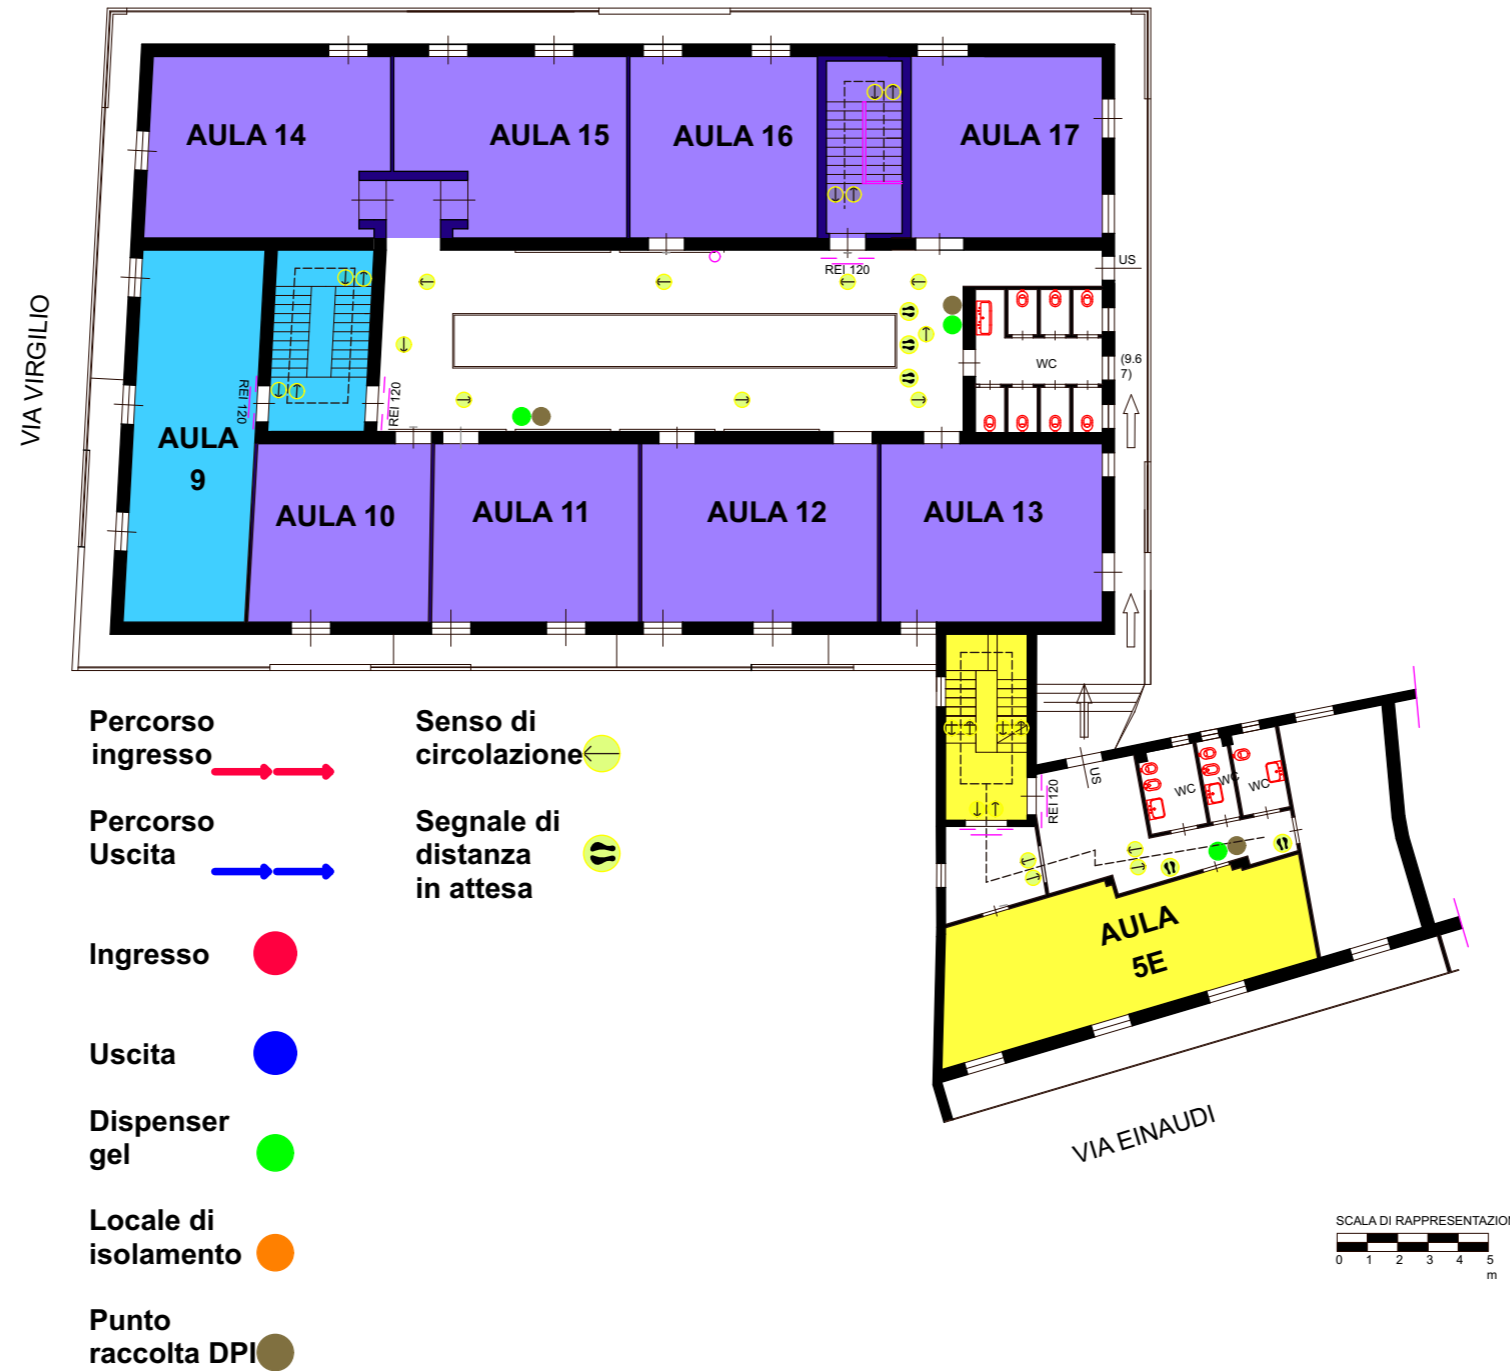 AULA 14
AULA 15
AULA 16
AULA 17
US
REI 120
VIA VIRGILIO
REI 120
REI 120
WC
(9.6
7)
AULA
9
AULA 10
AULA 11
AULA 12
AULA 13
Percorso
ingresso
Senso di
circolazione
US
REI 120
WC
WC
WC
Percorso
Uscita
Segnale di
distanza
in attesa
AULA
5E
Ingresso
Uscita
VIA EINAUDI
Dispenser
gel
Locale di
isolamento
SCALA DI RAPPRESENTAZION
0 1 2 3 4 5
m
Punto
raccolta DPI